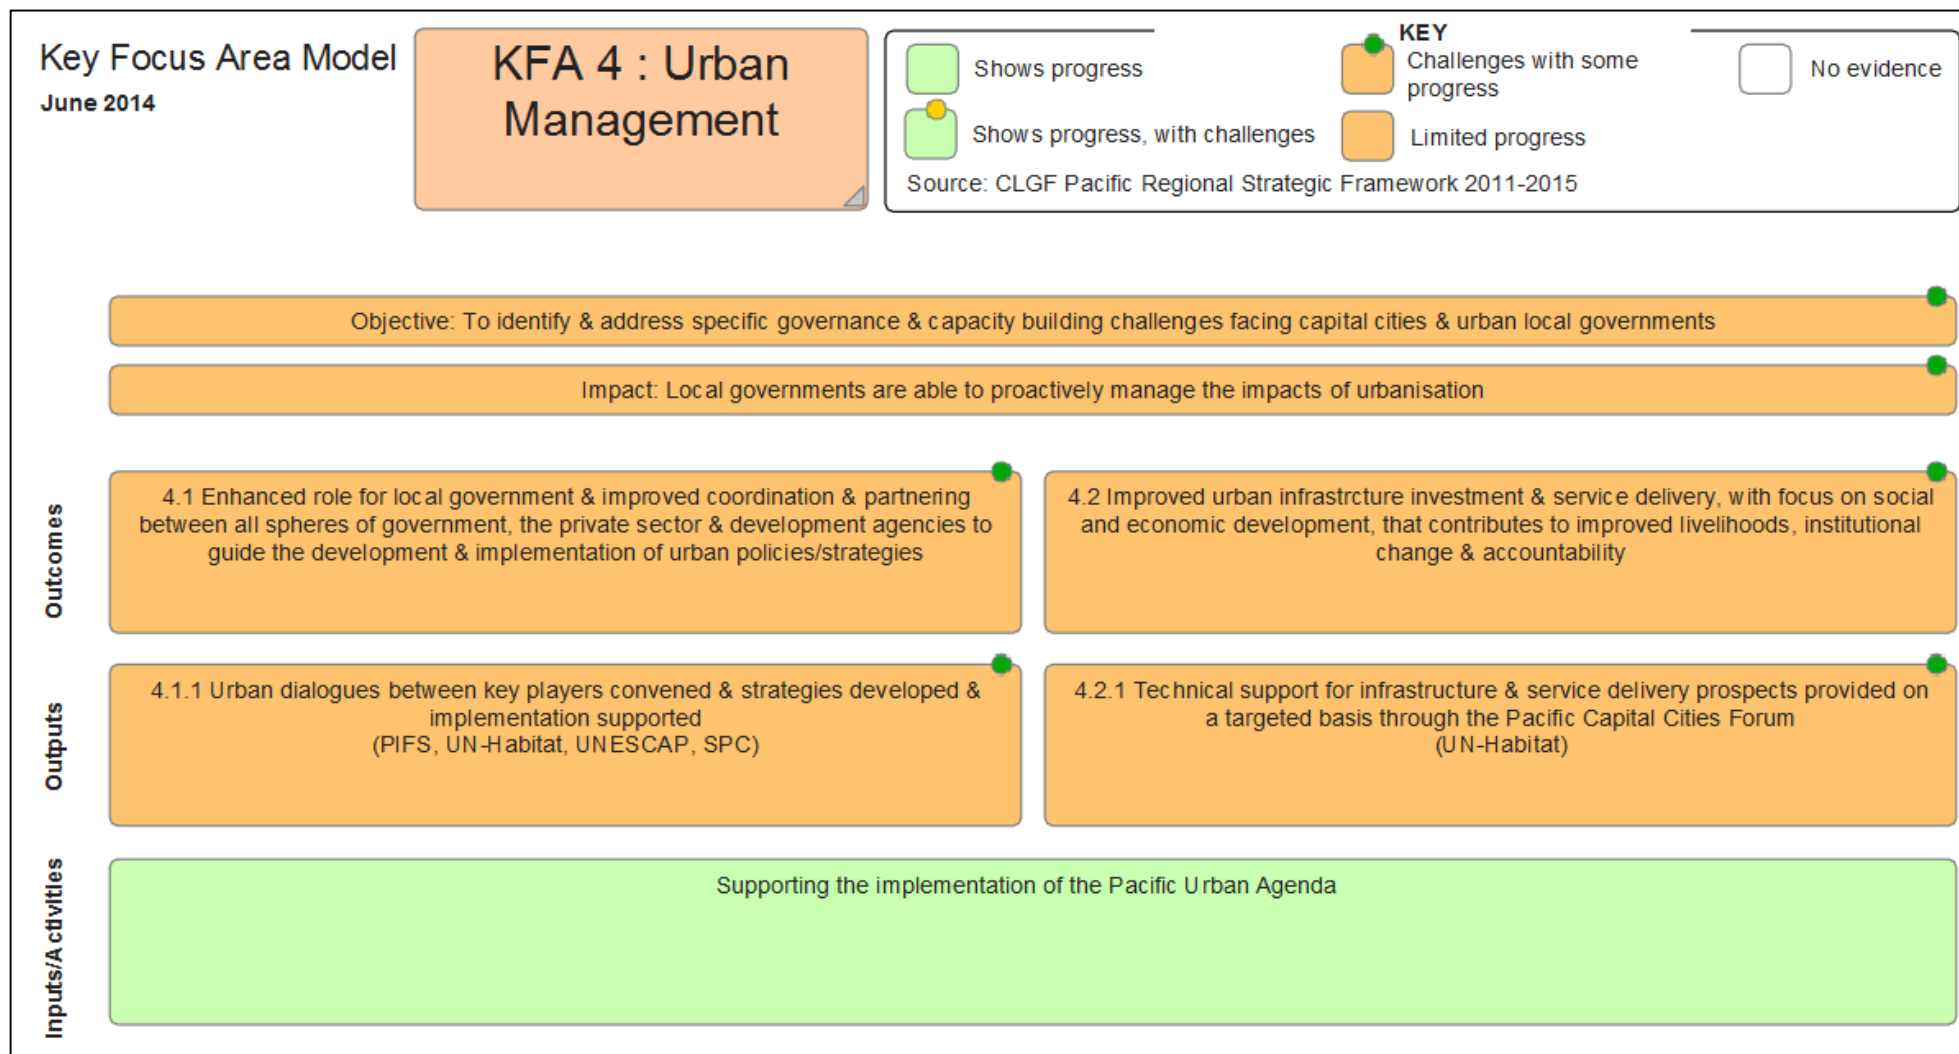 Key Focus Area Model
June 2014
KFA 4 : Urban
Management
KEY
Shows progress
Challenges with some
progress
No evidence
Shows progress, with challenges
Limited progress
Source: CLGF Pacific Regional Strategic Framework 2011-2015
Objective: To identify & address specific governance & capacity building challenges facing capital cities & urban local governments
Impact: Local governments are able to proactively manage the impacts of urbanisation
Outcomes
4.1 Enhanced role for local government & improved coordination & partnering
between all spheres of government, the private sector & development agencies to
guide the development & implementation of urban policies/strategies
4.2 Improved urban infrastrcture investment & service delivery, with focus on social
and economic development, that contributes to improved livelihoods, institutional
change & accountability
Outputs
4.1.1 Urban dialogues between key players convened & strategies developed &
implementation supported
(PIFS, UN-Habitat, UNESCAP, SPC)
4.2.1 Technical support for infrastructure & service delivery prospects provided on
a targeted basis through the Pacific Capital Cities Forum
(UN-Habitat)
Inputs/Activities
Supporting the implementation of the Pacific Urban Agenda